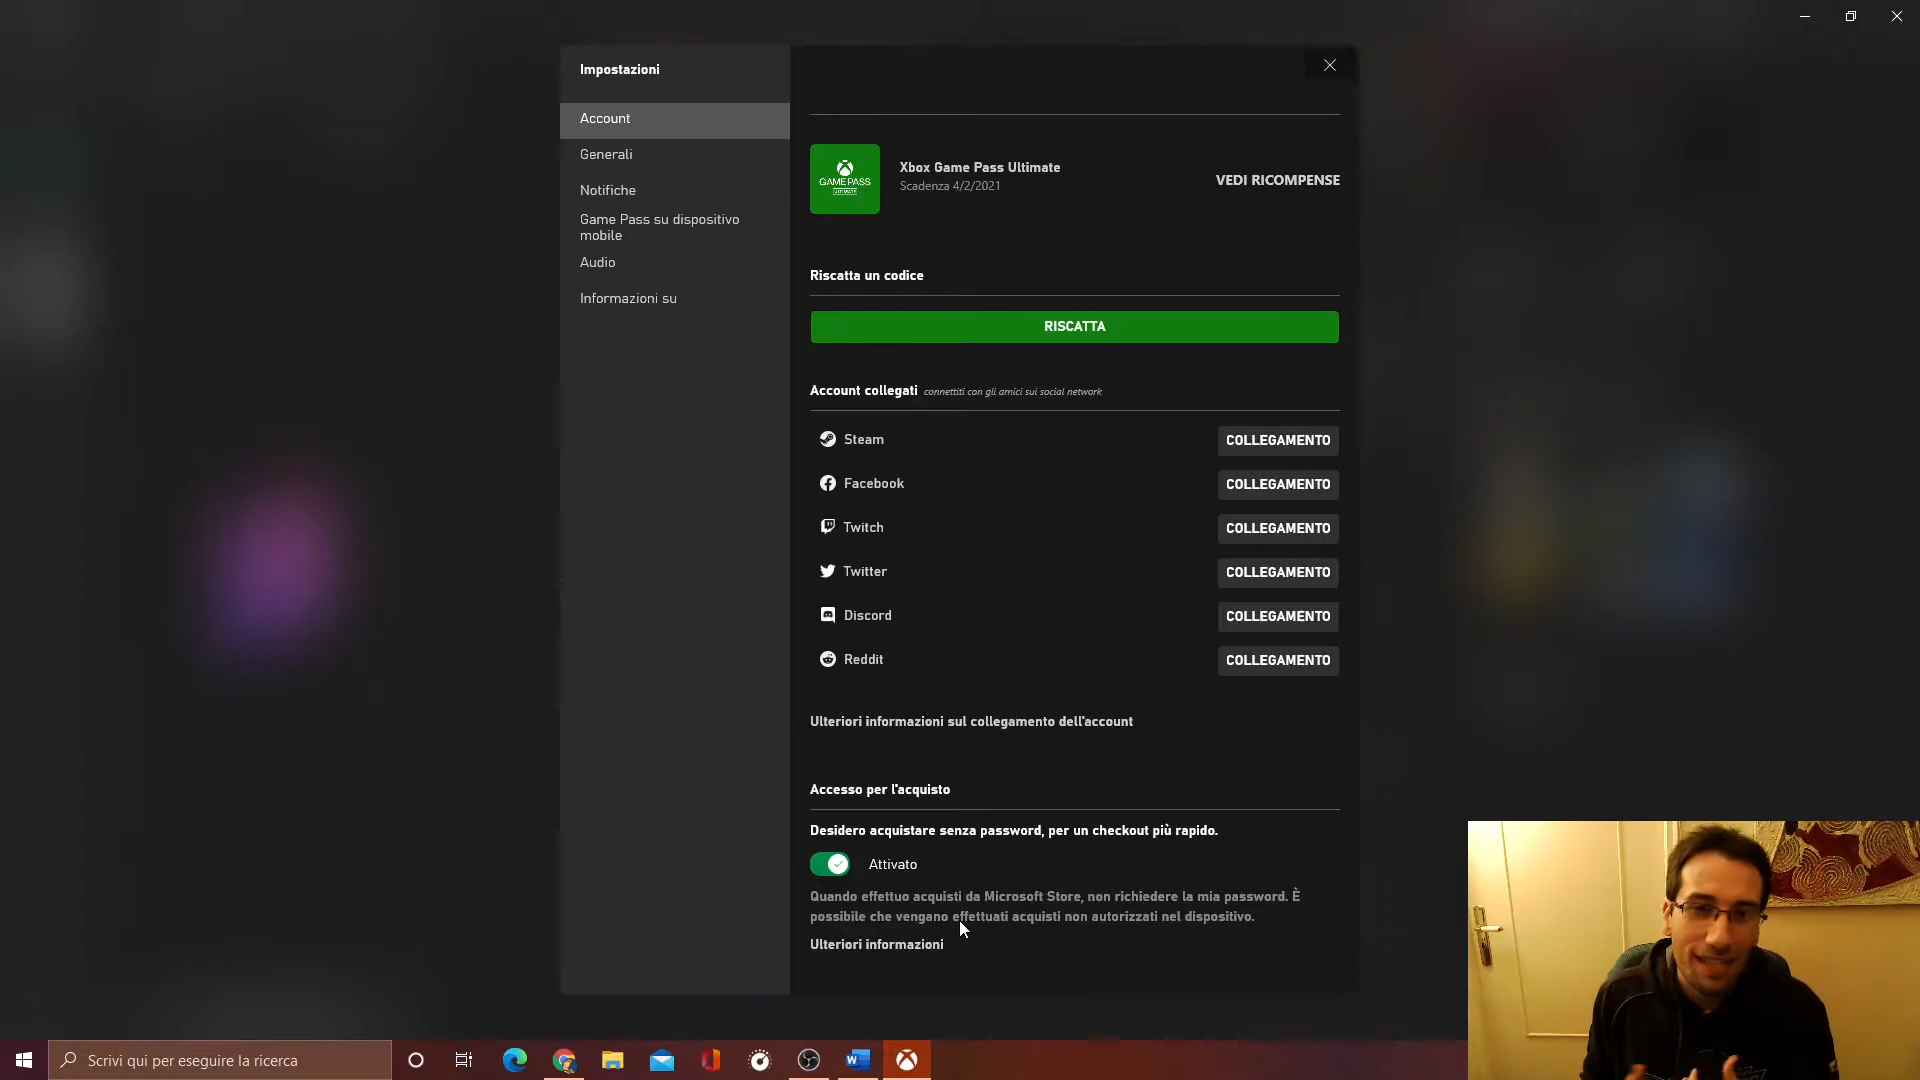 Impostazioni
Account
Generali
Notifiche
Game Pass su dispositivo
mobile
Audio
Informazioni su
GAME PASS
ULTIMATE
Xbox Game Pass Ultimate
Scadenza 4/2/2021
VEDI RICOMPENSE
Riscatta un codice
RISCATTA
Account collegati connettiti con gli amici sui social network
Steam COLLEGAMENTO
Facebook COLLEGAMENTO
Twitch COLLEGAMENTO
Twitter COLLEGAMENTO
Discord COLLEGAMENTO
Reddit COLLEGAMENTO
Ulteriori informazioni sul collegamento dell'account
Accesso per l'acquisto
Desidero acquistare senza password, per un checkout più rapido.
Attivato
Quando effettuo acquisti da Microsoft Store, non richiedere la mia password. È
possibile che vengano effettuati acquisti non autorizzati nel dispositivo.
Ulteriori informazioni
Scrivi qui per eseguire la ricerca